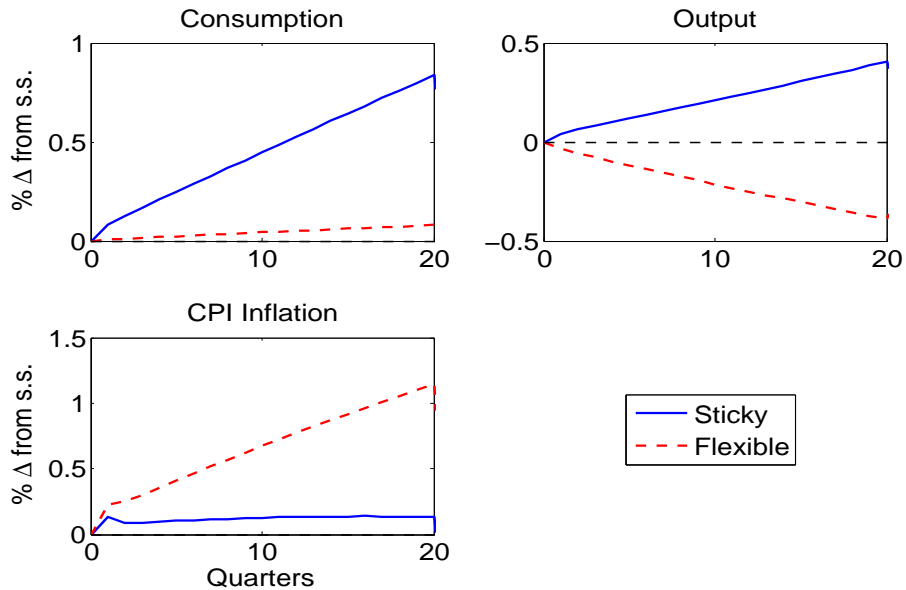 Consumption
% Δ from s.s.
1
0.5
0
0
10
20
Output
0.5
0
−0.5
0
10
20
CPI Inflation
% Δ from s.s.
1.5
1
0.5
0
0
10
20
Quarters
Sticky
Flexible